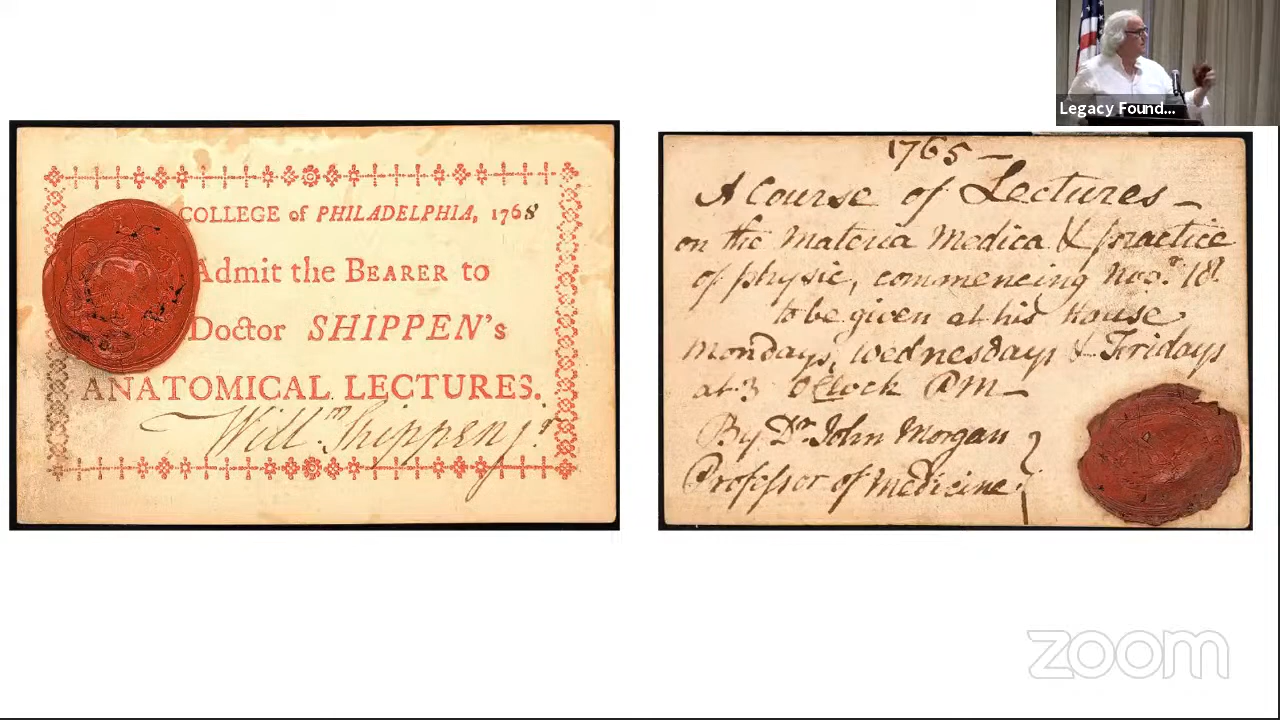 COLLEGE of PHILADELPHIA, 1768
Admit the BEARER to
Doctor SHIPPEN's
ANATOMICAL LECTURES.
Will.m Shippen jr.
1765 —
A Course of Lectures —
on the Materia Medica & practice
of physic, commencing Nov.r 18
to be given at his House
Mondays, Wednesdays & Fridays
at 3 O'Clock PM —
By Dr. John Morgan
Professor of Medicine
Legacy Found...
zoom